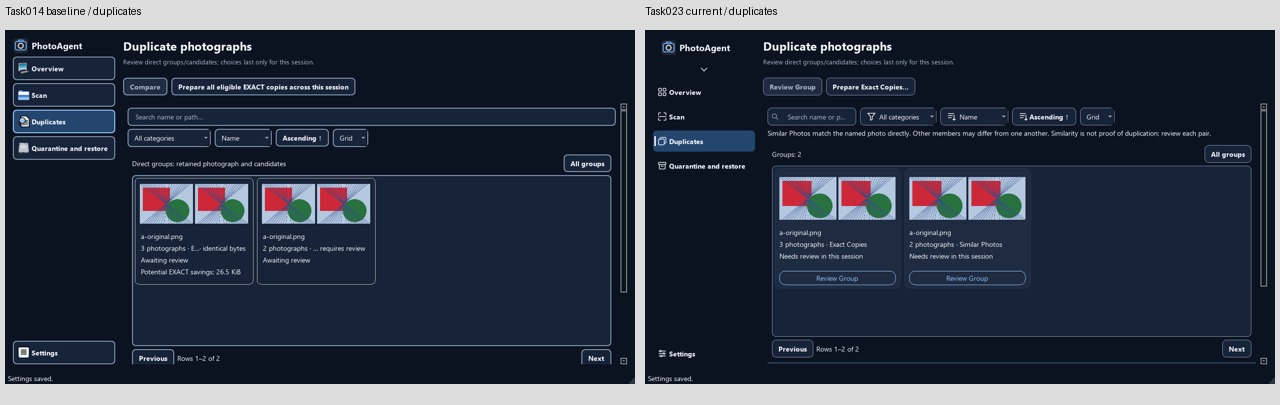 Task014 baseline / duplicates
PhotoAgent
Overview
Scan
Duplicates
Quarantine and restore
Settings
Settings saved.
Duplicate photographs
Review direct groups/candidates; choices last only for this session.
Compare
Prepare all eligible EXACT copies across this session
Search name or path...
All categories
Name
Ascending ↑
Grid
Direct groups: retained photograph and candidates
All groups
a-original.png
3 photographs · E... identical bytes
Awaiting review
Potential EXACT savings: 26.5 KiB
a-original.png
2 photographs · ... requires review
Awaiting review
Previous
Rows 1–2 of 2
Next
Task023 current / duplicates
PhotoAgent
Overview
Scan
Duplicates
Quarantine and restore
Settings
Settings saved.
Duplicate photographs
Review direct groups/candidates; choices last only for this session.
Review Group
Prepare Exact Copies...
Search name or p...
All categories
Name
Ascending ↑
Grid
Similar Photos match the named photo directly. Other members may differ from one another. Similarity is not proof of duplication: review each pair.
Groups: 2
All groups
a-original.png
3 photographs · Exact Copies
Needs review in this session
Review Group
a-original.png
2 photographs · Similar Photos
Needs review in this session
Review Group
Previous
Rows 1–2 of 2
Next